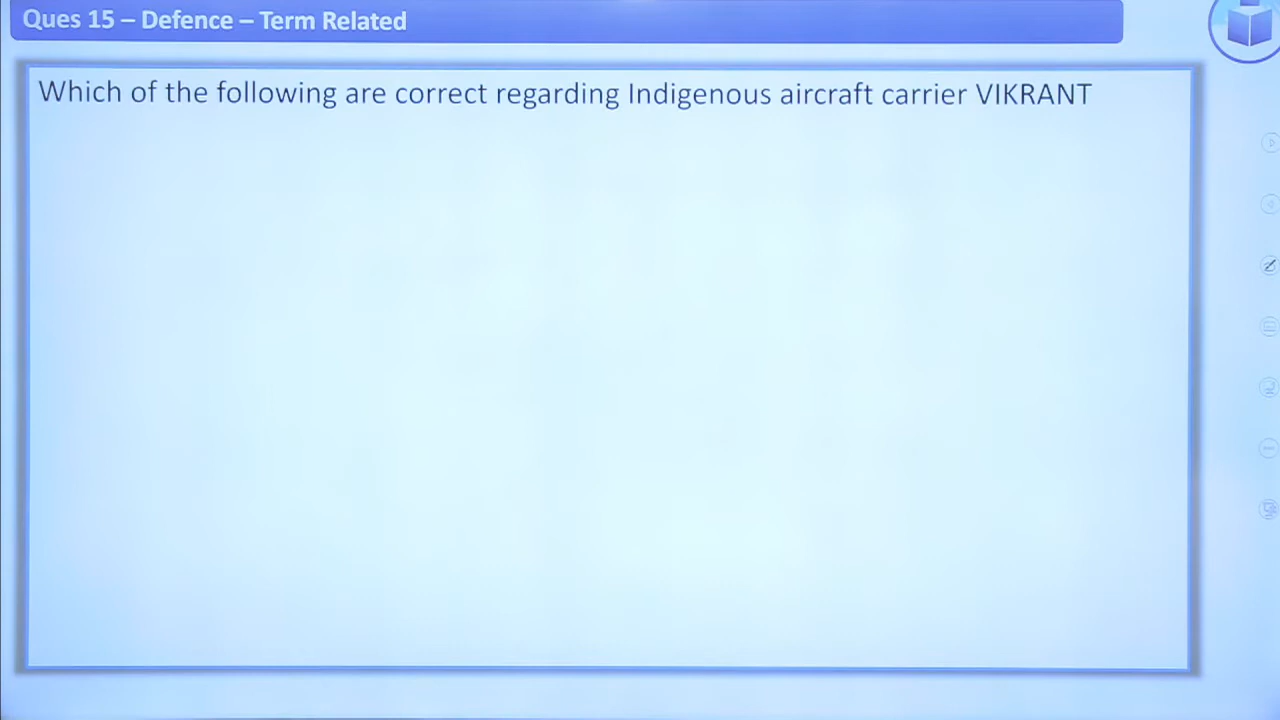 Ques 15 – Defence – Term Related
Which of the following are correct regarding Indigenous aircraft carrier VIKRANT